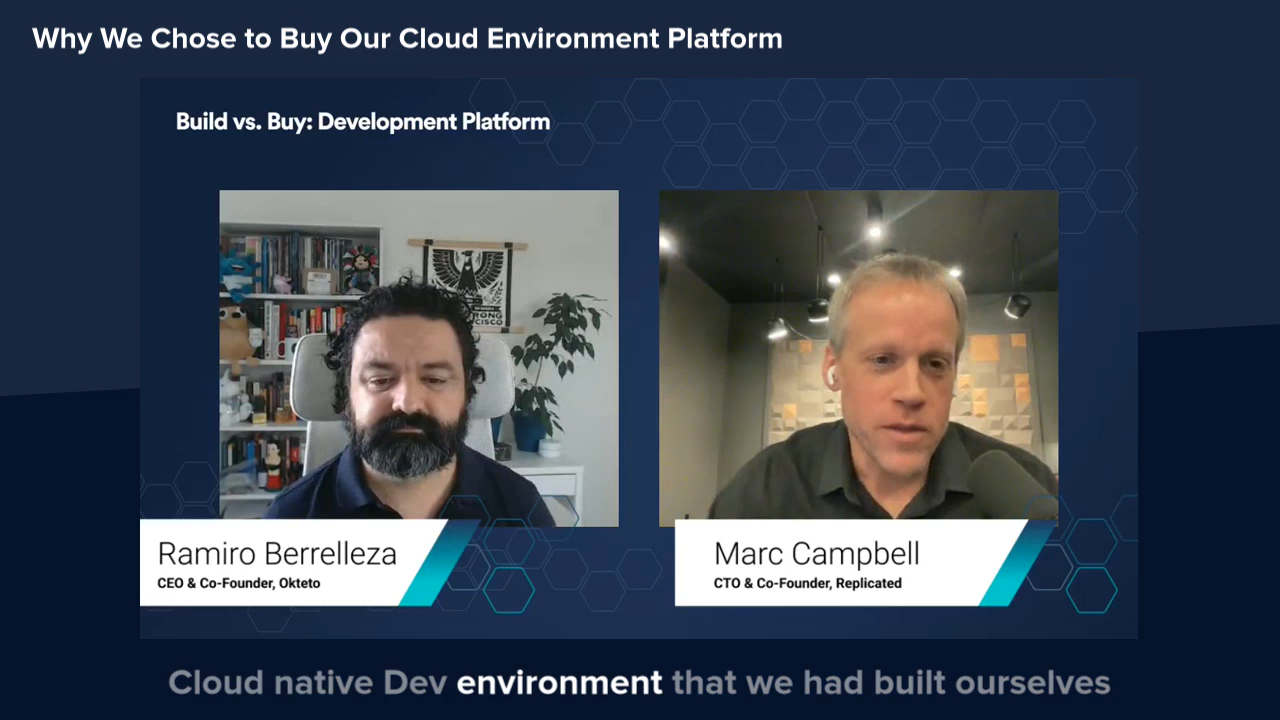 Why We Chose to Buy Our Cloud Environment Platform
Build vs. Buy: Development Platform
Ramiro Berrelleza
CEO & Co-Founder, Okteto
Marc Campbell
CTO & Co-Founder, Replicated
Cloud native Dev environment that we had built ourselves